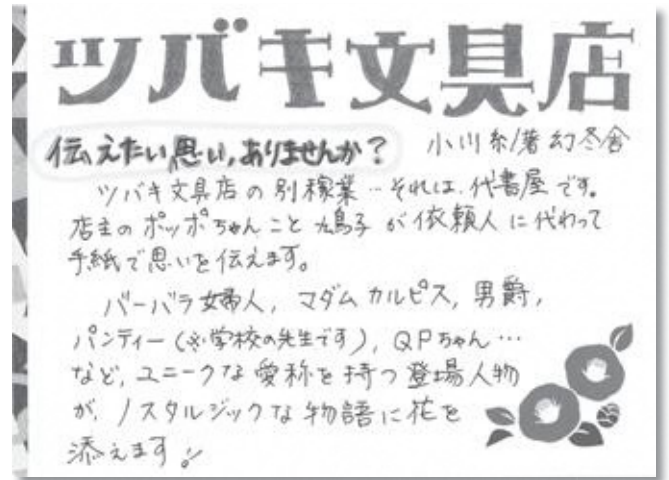 ツバキ文具店
伝えたい思い、ありませんか?
小川糸/著 幻冬舎
ツバキ文具店の別稼業…それは、代書屋です。
店主のポッポちゃんこと鳩子が依頼人に代わって
手紙で思いを伝えます。
バーバラ婦人, マダムカルピス, 男爵,
パンティー(※学校の先生です), QPちゃん…
など, ユニークな愛称を持つ登場人物
が, ノスタルジックな物語に花を
添えます!